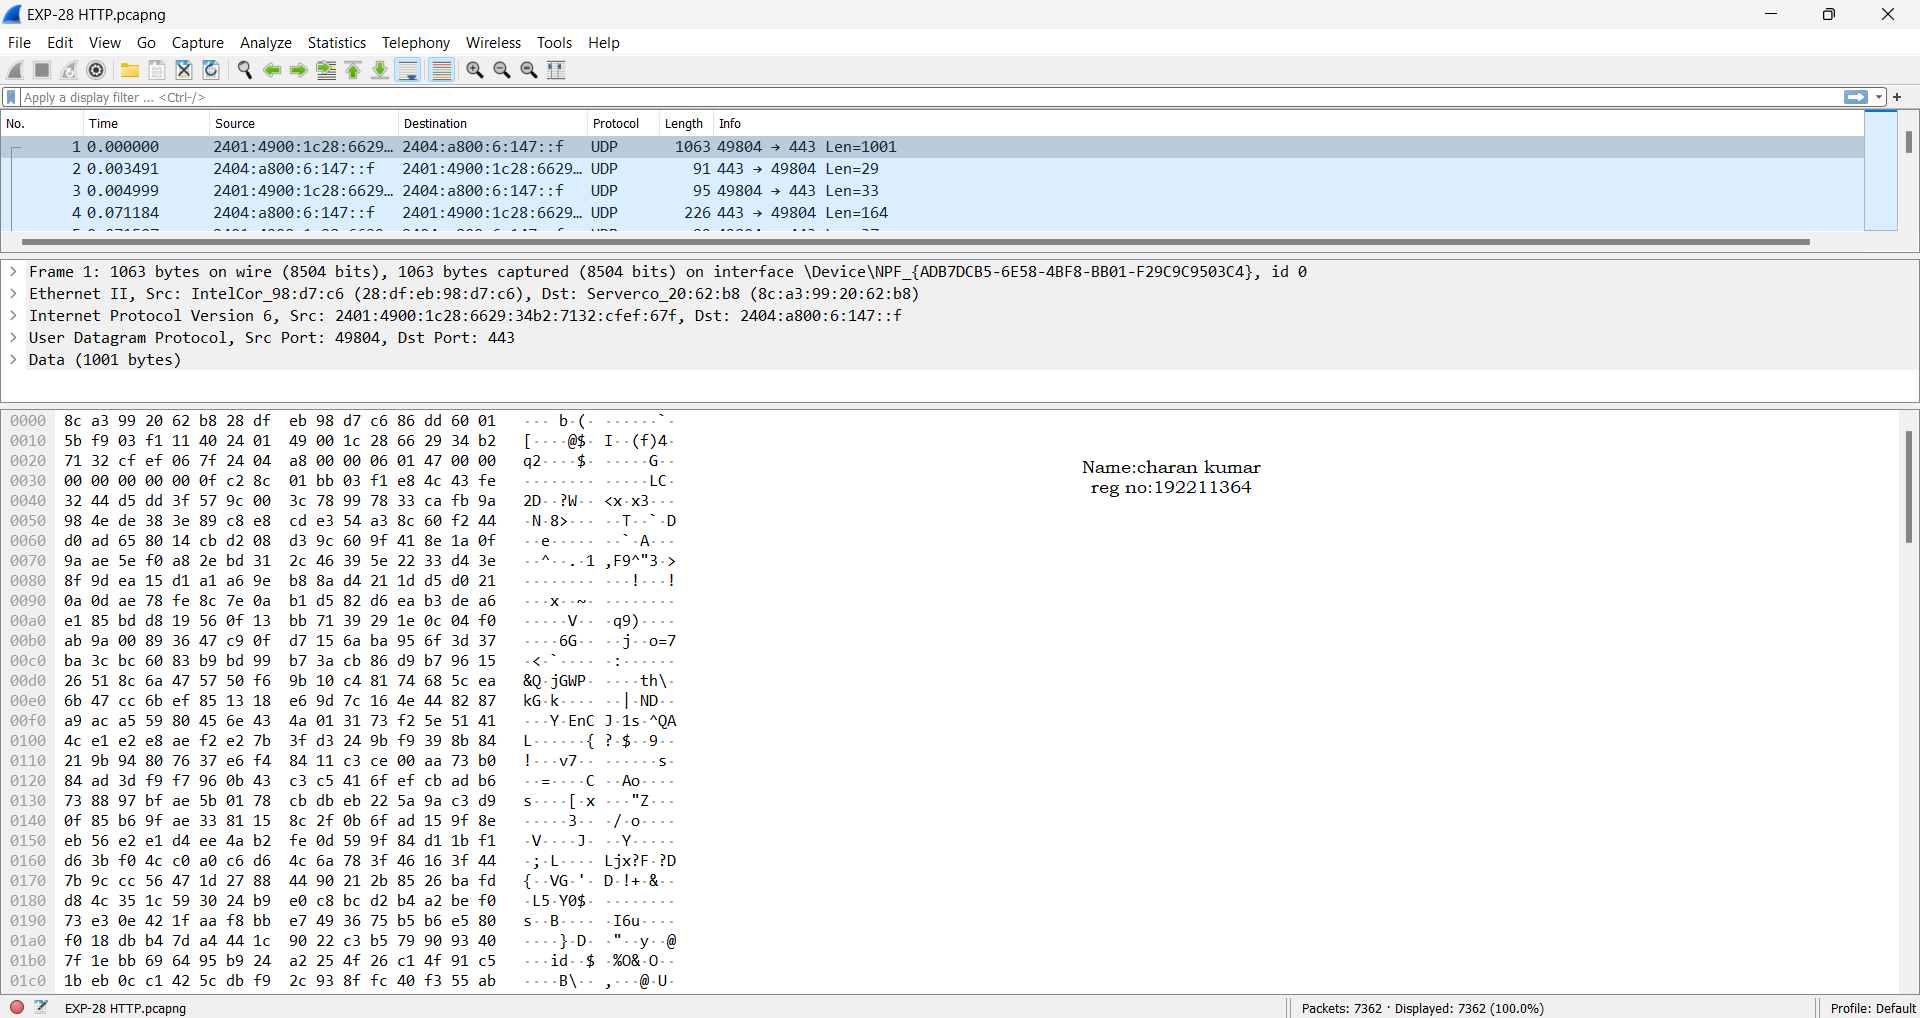 EXP-28 HTTP.pcapng
File Edit View Go Capture Analyze Statistics Telephony Wireless Tools Help
Apply a display filter ... <Ctrl-/>
No. Time Source Destination Protocol Length Info
1 0.000000 2401:4900:1c28:6629… 2404:a800:6:147::f UDP 1063 49804 → 443 Len=1001
2 0.003491 2404:a800:6:147::f 2401:4900:1c28:6629… UDP 91 443 → 49804 Len=29
3 0.004999 2401:4900:1c28:6629… 2404:a800:6:147::f UDP 95 49804 → 443 Len=33
4 0.071184 2404:a800:6:147::f 2401:4900:1c28:6629… UDP 226 443 → 49804 Len=164
Frame 1: 1063 bytes on wire (8504 bits), 1063 bytes captured (8504 bits) on interface \Device\NPF_{ADB7DCB5-6E58-4BF8-BB01-F29C9C9503C4}, id 0
Ethernet II, Src: IntelCor_98:d7:c6 (28:df:eb:98:d7:c6), Dst: Serverco_20:62:b8 (8c:a3:99:20:62:b8)
Internet Protocol Version 6, Src: 2401:4900:1c28:6629:34b2:7132:cfef:67f, Dst: 2404:a800:6:147::f
User Datagram Protocol, Src Port: 49804, Dst Port: 443
Data (1001 bytes)
0000 8c a3 99 20 62 b8 28 df eb 98 d7 c6 86 dd 60 01 ··· b·(· ······`·
0010 5b f9 03 f1 11 40 24 01 49 00 1c 28 66 29 34 b2 [····@$· I··(f)4·
0020 71 32 cf ef 06 7f 24 04 a8 00 00 06 01 47 00 00 q2····$· ·····G··
0030 00 00 00 00 00 0f c2 8c 01 bb 03 f1 e8 4c 43 fe ········ ·····LC·
0040 32 44 d5 dd 3f 57 9c 00 3c 78 99 78 33 ca fb 9a 2D··?W·· <x·x3···
0050 98 4e de 38 3e 89 c8 e8 cd e3 54 a3 8c 60 f2 44 ·N·8>··· ··T··`·D
0060 d0 ad 65 80 14 cb d2 08 d3 9c 60 9f 41 8e 1a 0f ··e····· ··`·A···
0070 9a ae 5e f0 a8 2e bd 31 2c 46 39 5e 22 33 d4 3e ··^··.·1 ,F9^"3·>
0080 8f 9d ea 15 d1 a1 a6 9e b8 8a d4 21 1d d5 d0 21 ········ ···!···!
0090 0a 0d ae 78 fe 8c 7e 0a b1 d5 82 d6 ea b3 de a6 ···x··~· ········
00a0 e1 85 bd d8 19 56 0f 13 bb 71 39 29 1e 0c 04 f0 ·····V·· ·q9)····
00b0 ab 9a 00 89 36 47 c9 0f d7 15 6a ba 95 6f 3d 37 ····6G·· ··j··o=7
00c0 ba 3c bc 60 83 b9 bd 99 b7 3a cb 86 d9 b7 96 15 ·<·`···· ·:······
00d0 26 51 8c 6a 47 57 50 f6 9b 10 c4 81 74 68 5c ea &Q·jGWP· ····th\·
00e0 6b 47 cc 6b ef 85 13 18 e6 9d 7c 16 4e 44 82 87 kG·k···· ··|·ND··
00f0 a9 ac a5 59 80 45 6e 43 4a 01 31 73 f2 5e 51 41 ···Y·EnC J·1s·^QA
0100 4c e1 e2 e8 ae f2 e2 7b 3f d3 24 9b f9 39 8b 84 L······{ ?·$··9··
0110 21 9b 94 80 76 37 e6 f4 84 11 c3 ce 00 aa 73 b0 !···v7·· ······s·
0120 84 ad 3d f9 f7 96 0b 43 c3 c5 41 6f ef cb ad b6 ··=····C ··Ao····
0130 73 88 97 bf ae 5b 01 78 cb db eb 22 5a 9a c3 d9 s····[·x ···"Z···
0140 0f 85 b6 9f ae 33 81 15 8c 2f 0b 6f ad 15 9f 8e ·····3·· ·/·o····
0150 eb 56 e2 e1 d4 ee 4a b2 fe 0d 59 9f 84 d1 1b f1 ·V····J· ··Y·····
0160 d6 3b f0 4c c0 a0 c6 d6 4c 6a 78 3f 46 16 3f 44 ·;·L···· Ljx?F·?D
0170 7b 9c cc 56 47 1d 27 88 44 90 21 2b 85 26 ba fd {··VG·'· D·!+·&··
0180 d8 4c 35 1c 59 30 24 b9 e0 c8 bc d2 b4 a2 be f0 ·L5·Y0$· ········
0190 73 e3 0e 42 1f aa f8 bb e7 49 36 75 b5 b6 e5 80 s··B···· ·I6u····
01a0 f0 18 db b4 7d a4 44 1c 90 22 c3 b5 79 90 93 40 ····}·D· ·"··y··@
01b0 7f 1e bb 69 64 95 b9 24 a2 25 4f 26 c1 4f 91 c5 ···id··$ ·%O&·O··
01c0 1b eb 0c c1 42 5c db f9 2c 93 8f fc 40 f3 55 ab ····B\·· ,···@·U·
Name:charan kumar
reg no:192211364
EXP-28 HTTP.pcapng
Packets: 7362 · Displayed: 7362 (100.0%)
Profile: Default